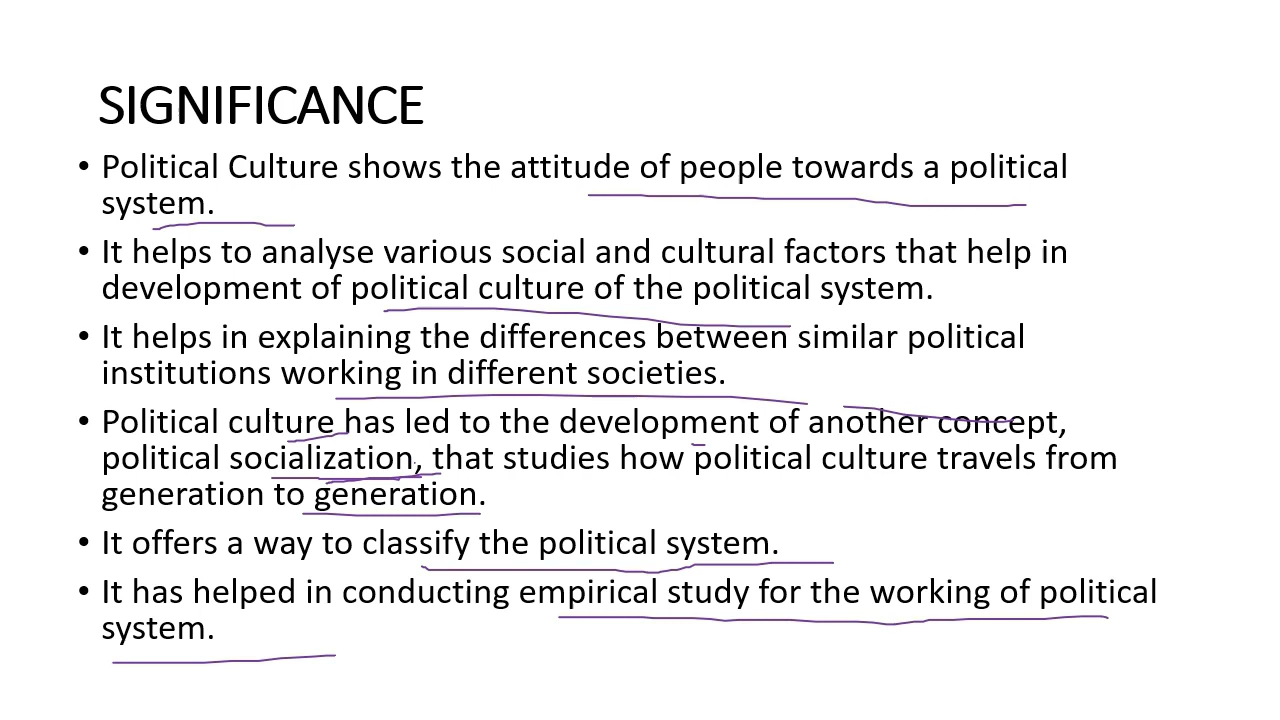 SIGNIFICANCE
• Political Culture shows the attitude of people towards a political
system.
• It helps to analyse various social and cultural factors that help in
development of political culture of the political system.
• It helps in explaining the differences between similar political
institutions working in different societies.
• Political culture has led to the development of another concept,
political socialization, that studies how political culture travels from
generation to generation.
• It offers a way to classify the political system.
• It has helped in conducting empirical study for the working of political
system.